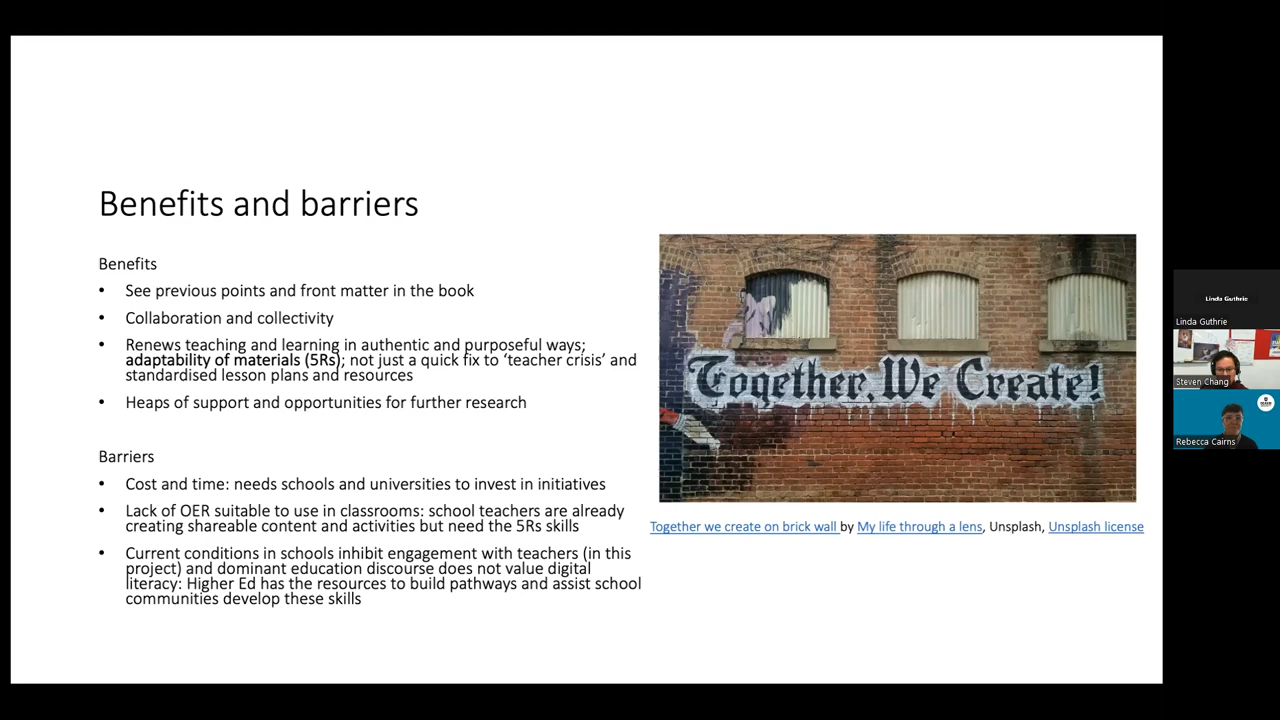 Benefits and barriers
Benefits
• See previous points and front matter in the book
• Collaboration and collectivity
• Renews teaching and learning in authentic and purposeful ways;
adaptability of materials (5Rs); not just a quick fix to ‘teacher crisis’ and
standardised lesson plans and resources
• Heaps of support and opportunities for further research
Barriers
• Cost and time: needs schools and universities to invest in initiatives
• Lack of OER suitable to use in classrooms: school teachers are already
creating shareable content and activities but need the 5Rs skills
• Current conditions in schools inhibit engagement with teachers (in this
project) and dominant education discourse does not value digital
literacy: Higher Ed has the resources to build pathways and assist school
communities develop these skills
Together, We Create!
Together we create on brick wall by My life through a lens, Unsplash, Unsplash license
Linda Guthrie
Linda Guthrie
Steven Chang
Rebecca Cairns